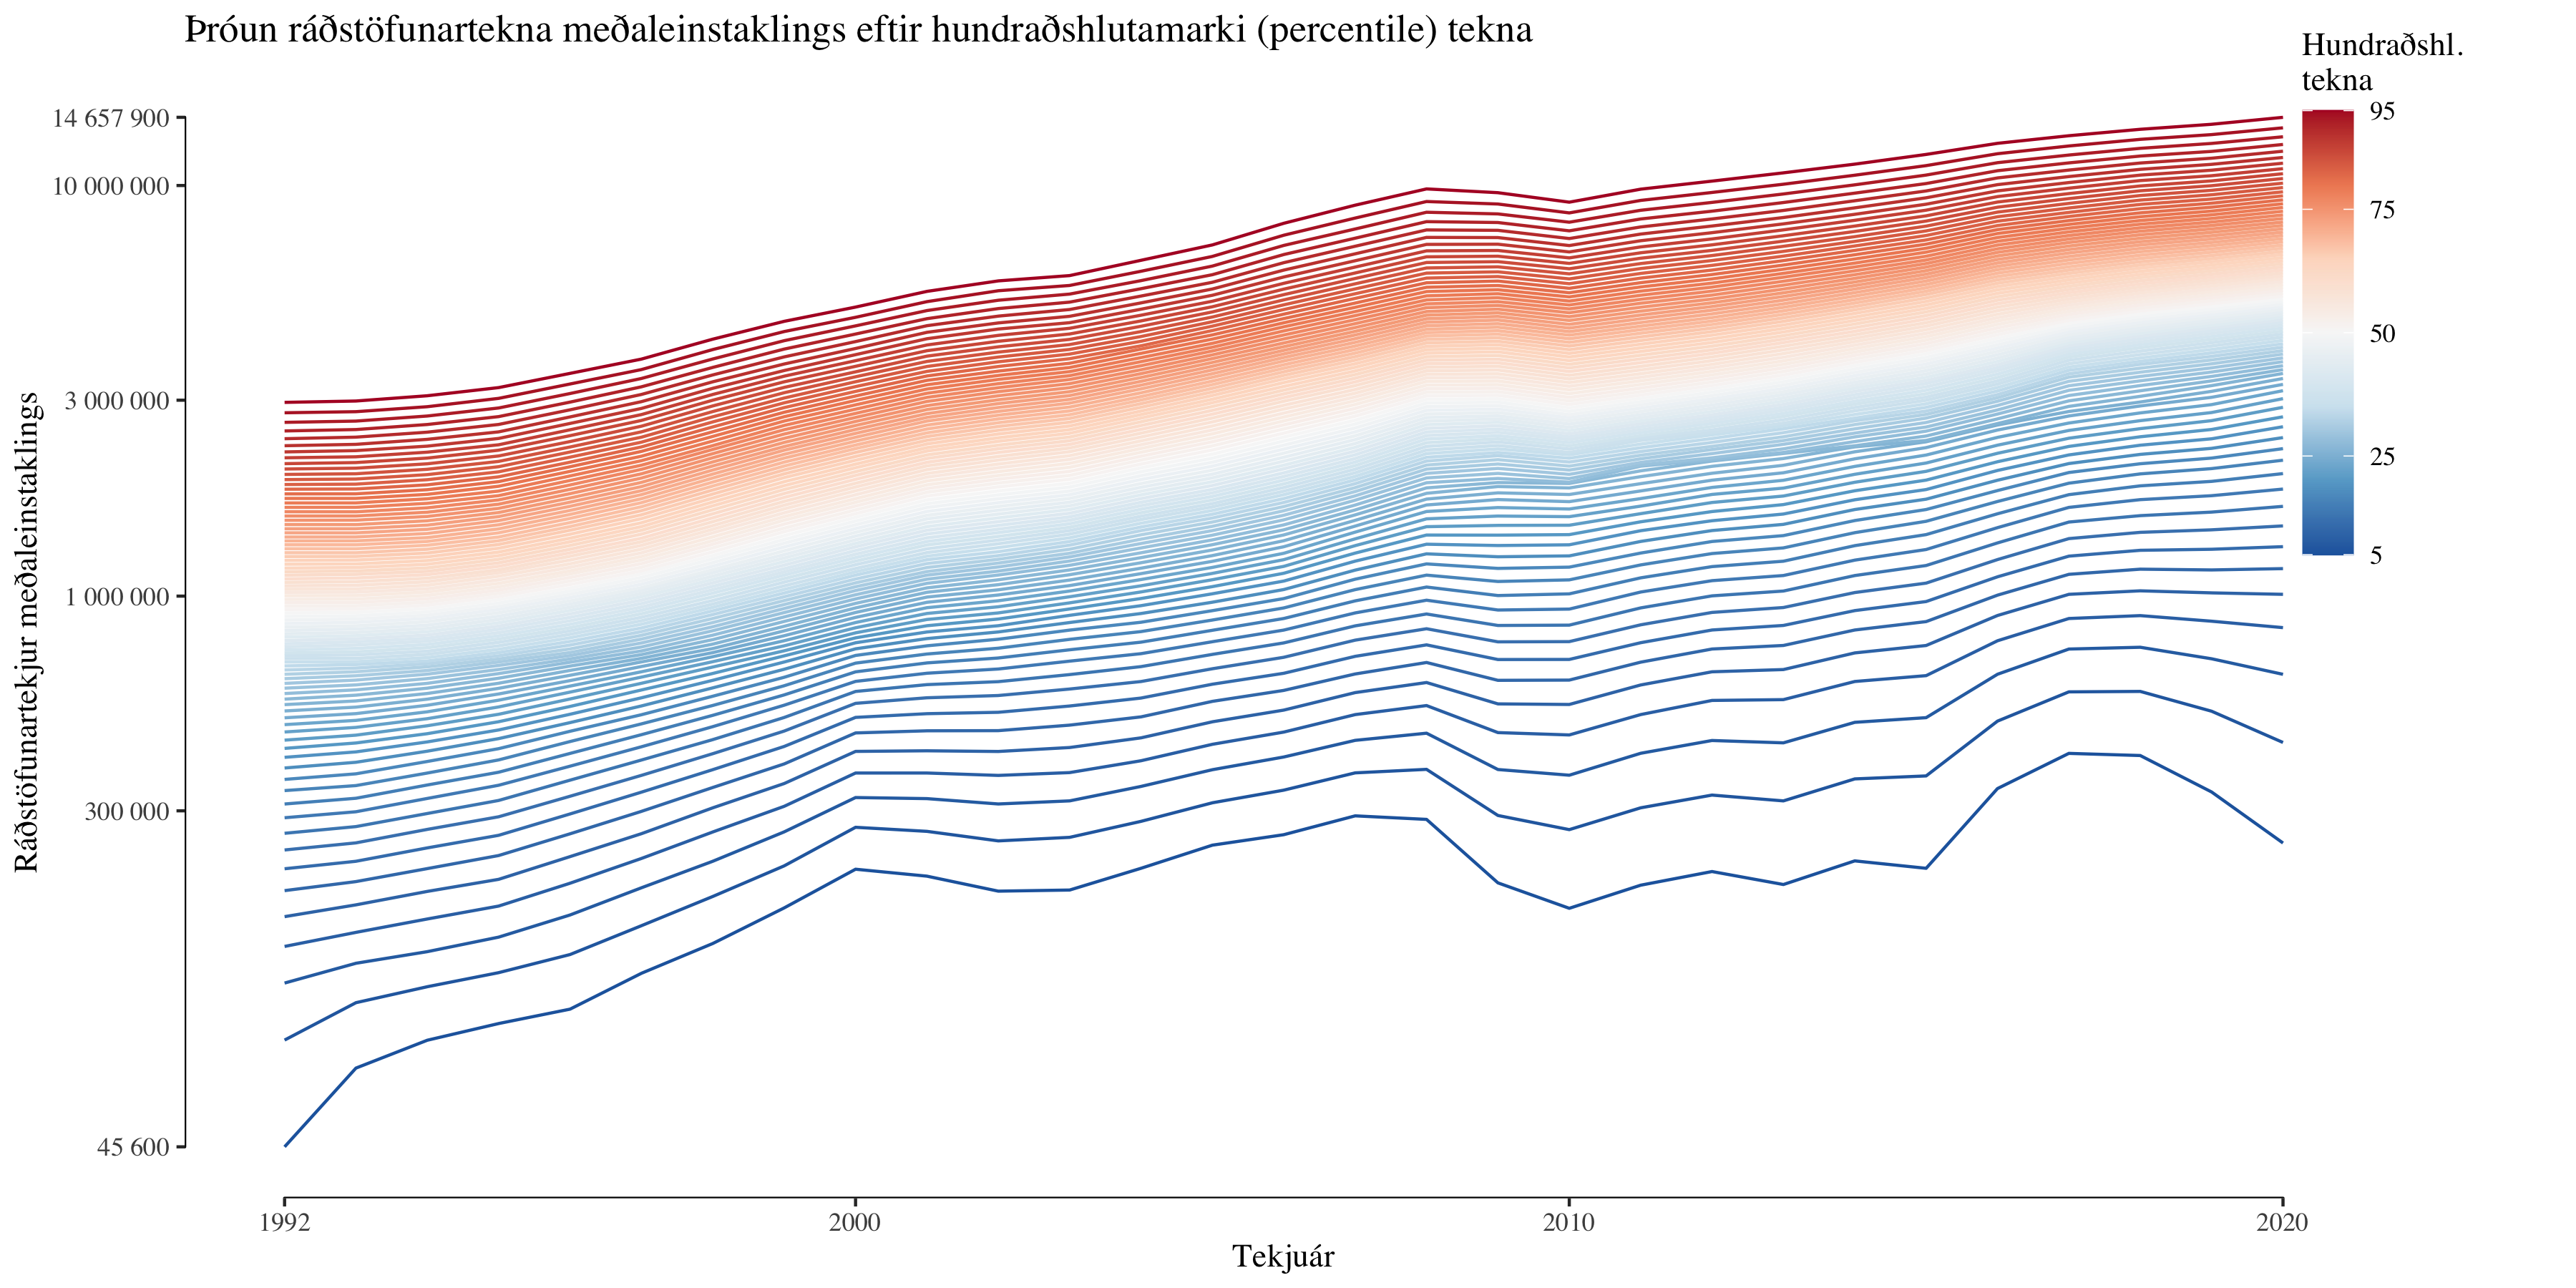 Þróun ráðstöfunartekna meðaleinstaklings eftir hundraðshlutamarki (percentile) tekna
Hundraðshl.
tekna
95
75
50
25
5
Ráðstöfunartekjur meðaleinstaklings
14 657 900
10 000 000
3 000 000
1 000 000
300 000
45 600
1992
2000
2010
2020
Tekjuár